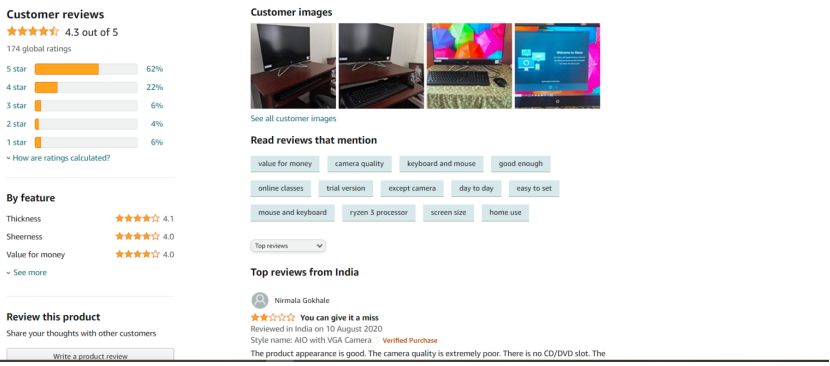 Customer reviews
4.3 out of 5
174 global ratings
5 star 62%
4 star 22%
3 star 6%
2 star 4%
1 star 6%
How are ratings calculated?
By feature
Thickness 4.1
Sheerness 4.0
Value for money 4.0
See more
Review this product
Share your thoughts with other customers
Write a product review
Customer images
Welcome to Alexa
See all customer images
Read reviews that mention
value for money camera quality keyboard and mouse good enough
online classes trial version except camera day to day easy to set
mouse and keyboard ryzen 3 processor screen size home use
Top reviews
Top reviews from India
Nirmala Gokhale
You can give it a miss
Reviewed in India on 10 August 2020
Style name: AIO with VGA Camera | Verified Purchase
The product appearance is good. The camera quality is extremely poor. There is no CD/DVD slot. The